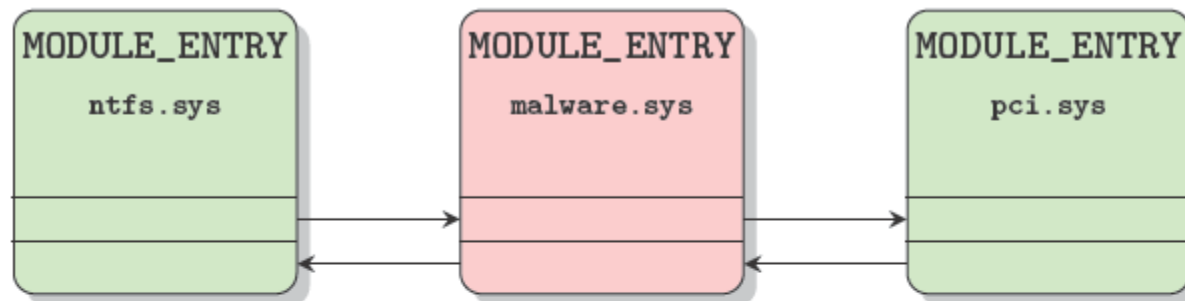 MODULE_ENTRY
ntfs.sys
MODULE_ENTRY
malware.sys
MODULE_ENTRY
pci.sys